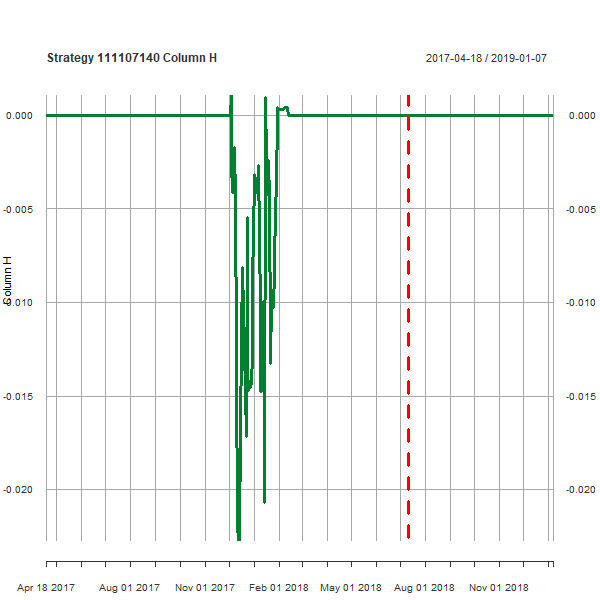 Strategy 111107140 Column H
2017-04-18 / 2019-01-07
0.000 0.000
-0.005 -0.005
Column H
-0.010 -0.010
-0.015 -0.015
-0.020 -0.020
Apr 18 2017 Aug 01 2017 Nov 01 2017 Feb 01 2018 May 01 2018 Aug 01 2018 Nov 01 2018